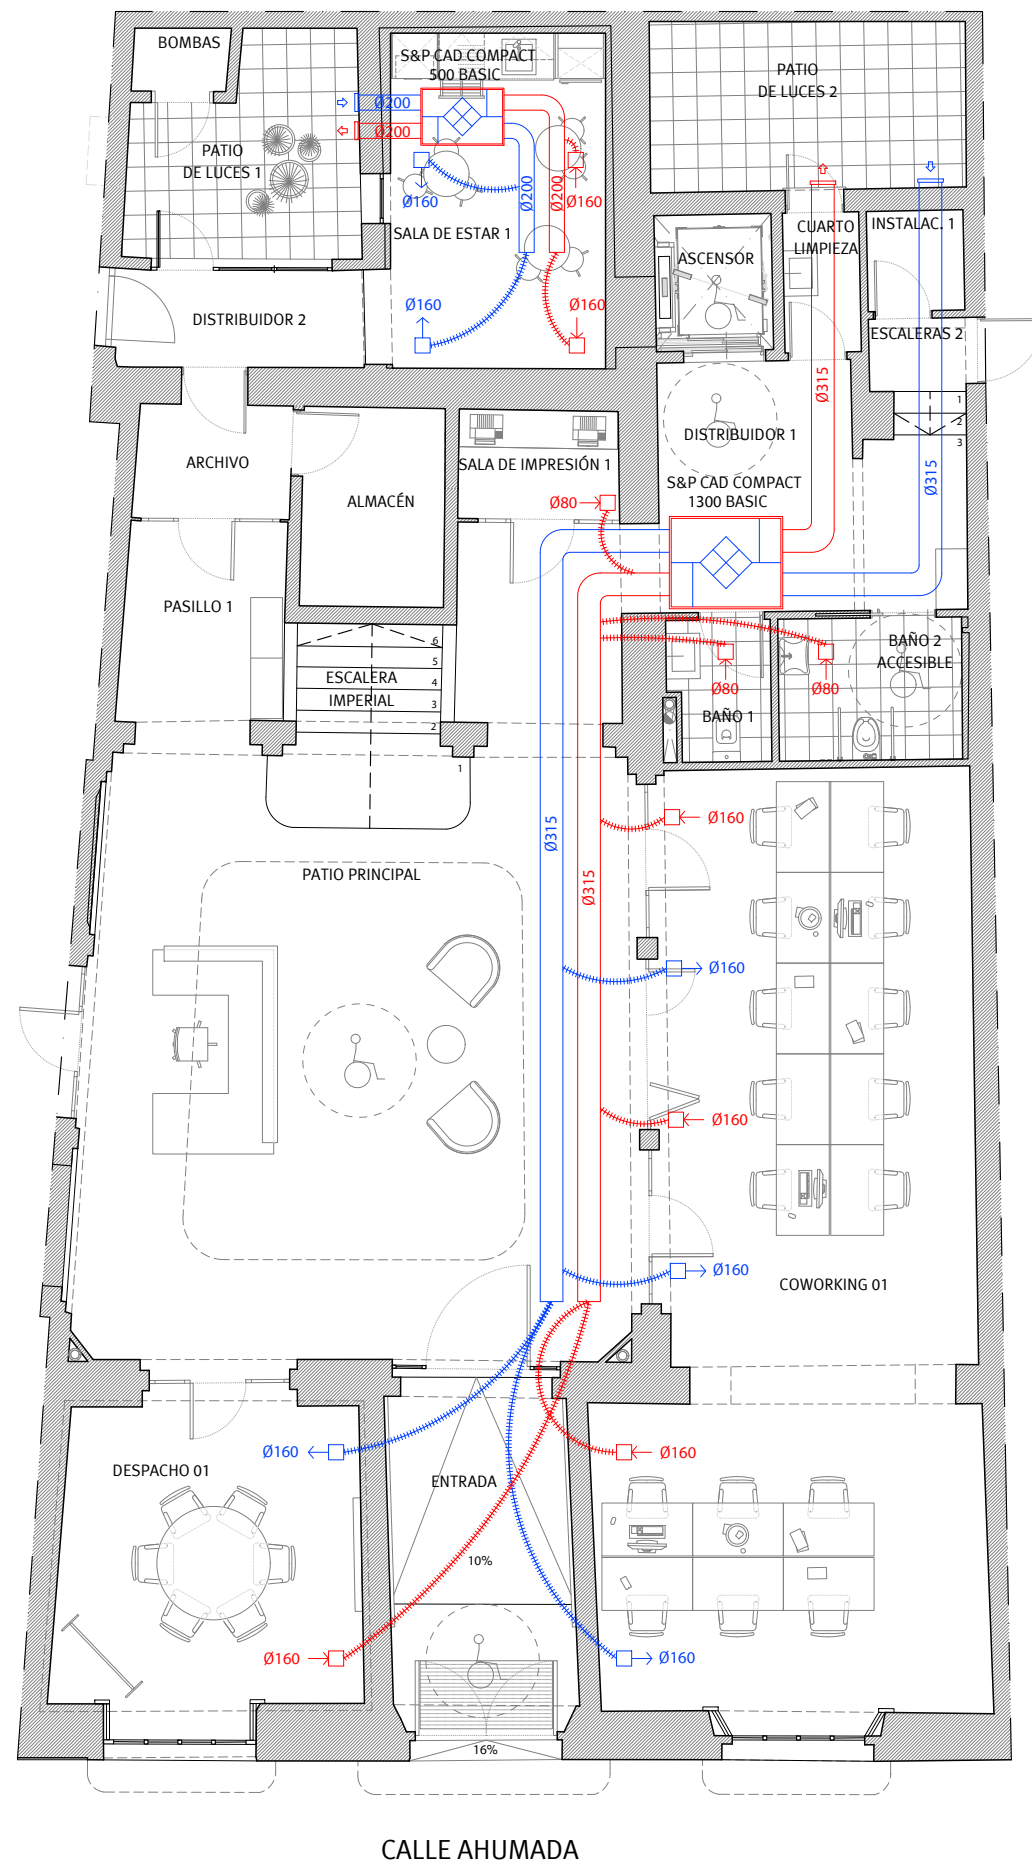 BOMBAS
S&P CAD COMPACT
500 BASIC
PATIO
DE LUCES 2
Ø200
Ø200
PATIO
DE LUCES 1
Ø160
Ø200
Ø200
Ø160
SALA DE ESTAR 1
CUARTO
LIMPIEZA
INSTALAC. 1
ASCENSOR
Ø160
Ø160
DISTRIBUIDOR 2
ESCALERAS 2
Ø315
1
2
3
DISTRIBUIDOR 1
Ø315
ARCHIVO
SALA DE IMPRESIÓN 1
S&P CAD COMPACT
1300 BASIC
ALMACÉN
Ø80
PASILLO 1
6
5
4
3
2
1
ESCALERA
IMPERIAL
BAÑO 2
ACCESIBLE
Ø80
Ø80
BAÑO 1
Ø315
Ø160
PATIO PRINCIPAL
Ø315
Ø160
Ø160
Ø160
COWORKING 01
Ø160
Ø160
DESPACHO 01
ENTRADA
10%
Ø160
Ø160
16%
CALLE AHUMADA